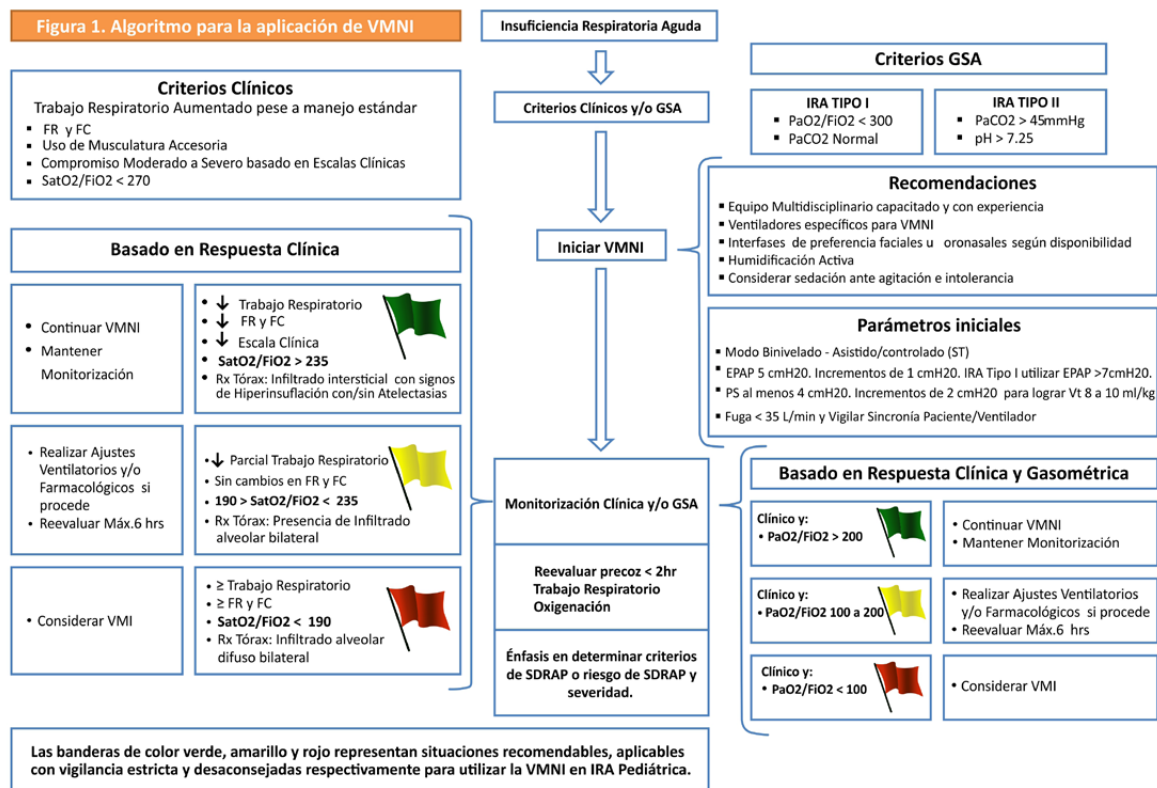 Figura 1. Algoritmo para la aplicación de VMNI
Insuficiencia Respiratoria Aguda
Criterios Clínicos
Trabajo Respiratorio Aumentado pese a manejo estándar
▪ FR y FC
▪ Uso de Musculatura Accesoria
▪ Compromiso Moderado a Severo basado en Escalas Clínicas
▪ SatO2/FiO2 < 270
Criterios Clínicos y/o GSA
Criterios GSA
IRA TIPO I
▪ PaO2/FiO2 < 300
▪ PaCO2 Normal
IRA TIPO II
▪ PaCO2 > 45mmHg
▪ pH > 7.25
Iniciar VMNI
Recomendaciones
▪ Equipo Multidisciplinario capacitado y con experiencia
▪ Ventiladores específicos para VMNI
▪ Interfases de preferencia faciales u oronasales según disponibilidad
▪ Humidificación Activa
▪ Considerar sedación ante agitación e intolerancia
Parámetros iniciales
▪ Modo Binivelado - Asistido/controlado (ST)
▪ EPAP 5 cmH20. Incrementos de 1 cmH20. IRA Tipo I utilizar EPAP >7cmH20.
▪ PS al menos 4 cmH20. Incrementos de 2 cmH20 para lograr Vt 8 a 10 ml/kg
▪ Fuga < 35 L/min y Vigilar Sincronía Paciente/Ventilador
Basado en Respuesta Clínica
• Continuar VMNI
• Mantener
Monitorización
• ↓ Trabajo Respiratorio
• ↓ FR y FC
• ↓ Escala Clínica
• SatO2/FiO2 > 235
• Rx Tórax: Infiltrado intersticial con signos
de Hiperinsuflación con/sin Atelectasias
• Realizar Ajustes
Ventilatorios y/o
Farmacológicos si
procede
• Reevaluar Máx.6 hrs
• ↓ Parcial Trabajo Respiratorio
• Sin cambios en FR y FC
• 190 > SatO2/FiO2 < 235
• Rx Tórax: Presencia de Infiltrado
alveolar bilateral
• Considerar VMI
• ≥ Trabajo Respiratorio
• ≥ FR y FC
• SatO2/FiO2 < 190
• Rx Tórax: Infiltrado alveolar
difuso bilateral
Monitorización Clínica y/o GSA
Reevaluar precoz < 2hr
Trabajo Respiratorio
Oxigenación
Énfasis en determinar criterios
de SDRAP o riesgo de SDRAP y
severidad.
Basado en Respuesta Clínica y Gasométrica
Clínico y:
• PaO2/FiO2 > 200
• Continuar VMNI
• Mantener Monitorización
Clínico y:
• PaO2/FiO2 100 a 200
• Realizar Ajustes Ventilatorios
y/o Farmacológicos si procede
• Reevaluar Máx.6 hrs
Clínico y:
• PaO2/FiO2 < 100
• Considerar VMI
Las banderas de color verde, amarillo y rojo representan situaciones recomendables, aplicables
con vigilancia estricta y desaconsejadas respectivamente para utilizar la VMNI en IRA Pediátrica.